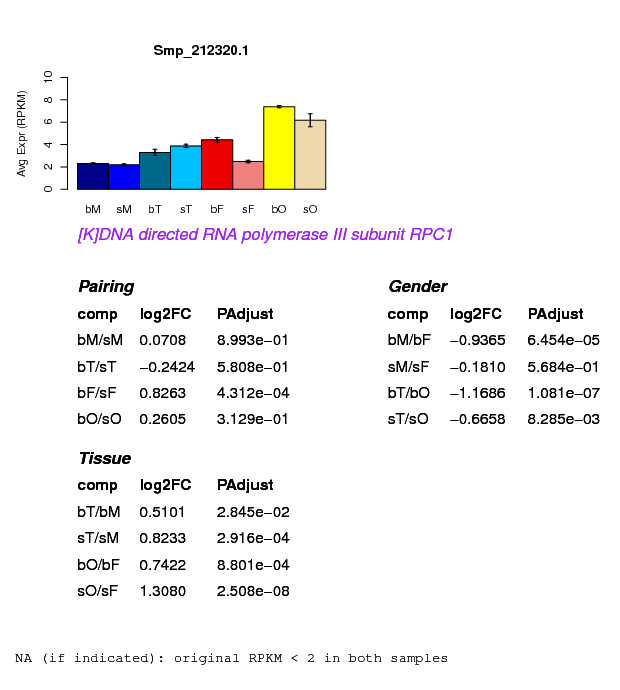 Smp_212320.1
Avg Expr (RPKM)
0 2 4 6 8 10
bM sM bT sT bF sF bO sO
[K]DNA directed RNA polymerase III subunit RPC1
Pairing
comp log2FC PAdjust
bM/sM 0.0708 8.993e−01
bT/sT −0.2424 5.808e−01
bF/sF 0.8263 4.312e−04
bO/sO 0.2605 3.129e−01
Gender
comp log2FC PAdjust
bM/bF −0.9365 6.454e−05
sM/sF −0.1810 5.684e−01
bT/bO −1.1686 1.081e−07
sT/sO −0.6658 8.285e−03
Tissue
comp log2FC PAdjust
bT/bM 0.5101 2.845e−02
sT/sM 0.8233 2.916e−04
bO/bF 0.7422 8.801e−04
sO/sF 1.3080 2.508e−08
NA (if indicated): original RPKM < 2 in both samples